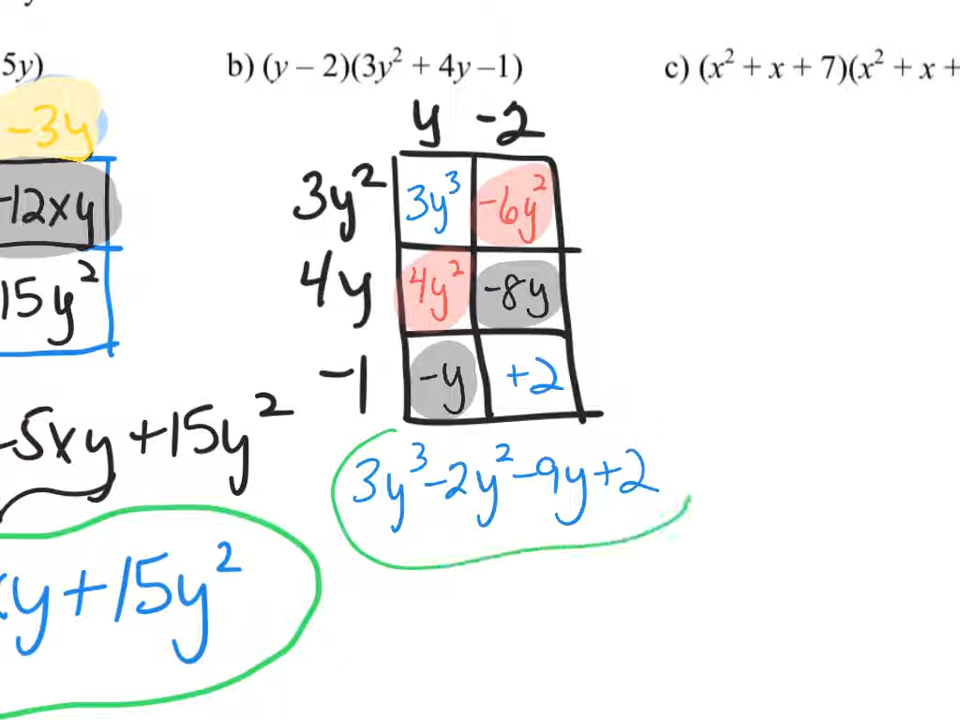 5y)
b) (y – 2)(3y² + 4y –1)
c) (x² + x + 7)(x² + x +
-3y
y -2
-12xy
3y² 3y³ -6y²
15y²
4y 4y² -8y
-1 -y +2
-5xy +15y²
3y³-2y²-9y+2
xy+15y²